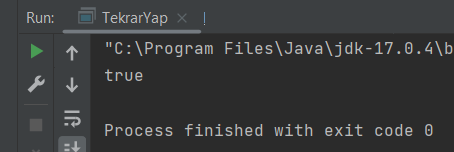 Run: TekrarYap
"C:\Program Files\Java\jdk-17.0.4\b
true
Process finished with exit code 0